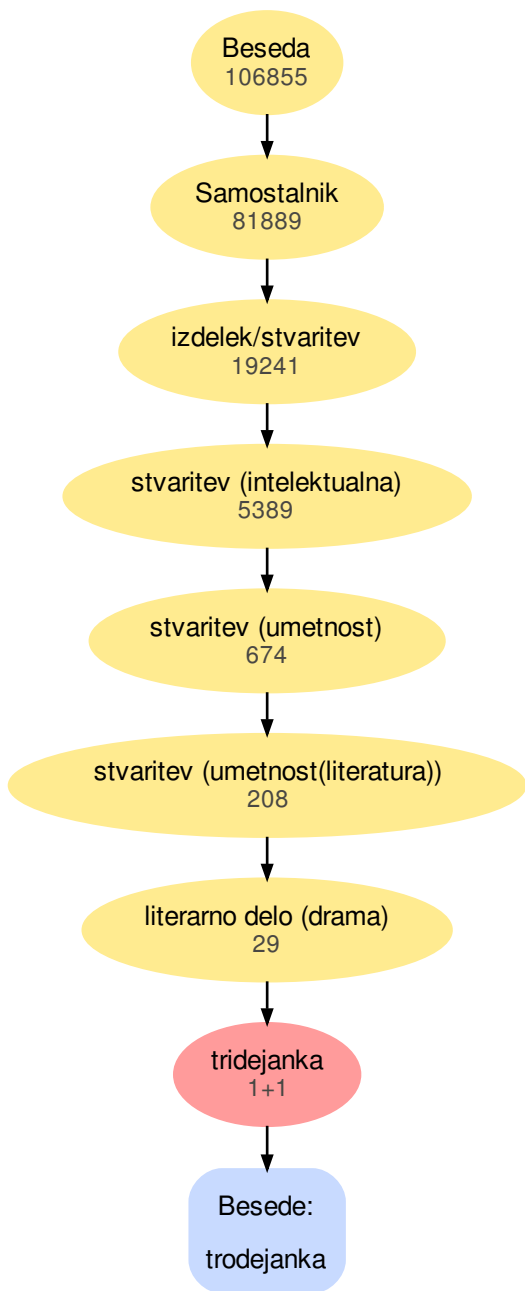 Beseda
106855
Samostalnik
81889
izdelek/stvaritev
19241
stvaritev (intelektualna)
5389
stvaritev (umetnost)
674
stvaritev (umetnost(literatura))
208
literarno delo (drama)
29
tridejanka
1+1
Besede:
trodejanka